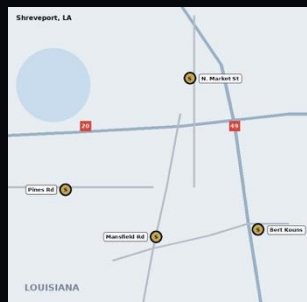 Shreveport, LA
S N. Market St
20
49
Pines Rd S
Mansfield Rd S
S Bert Kouns
LOUISIANA